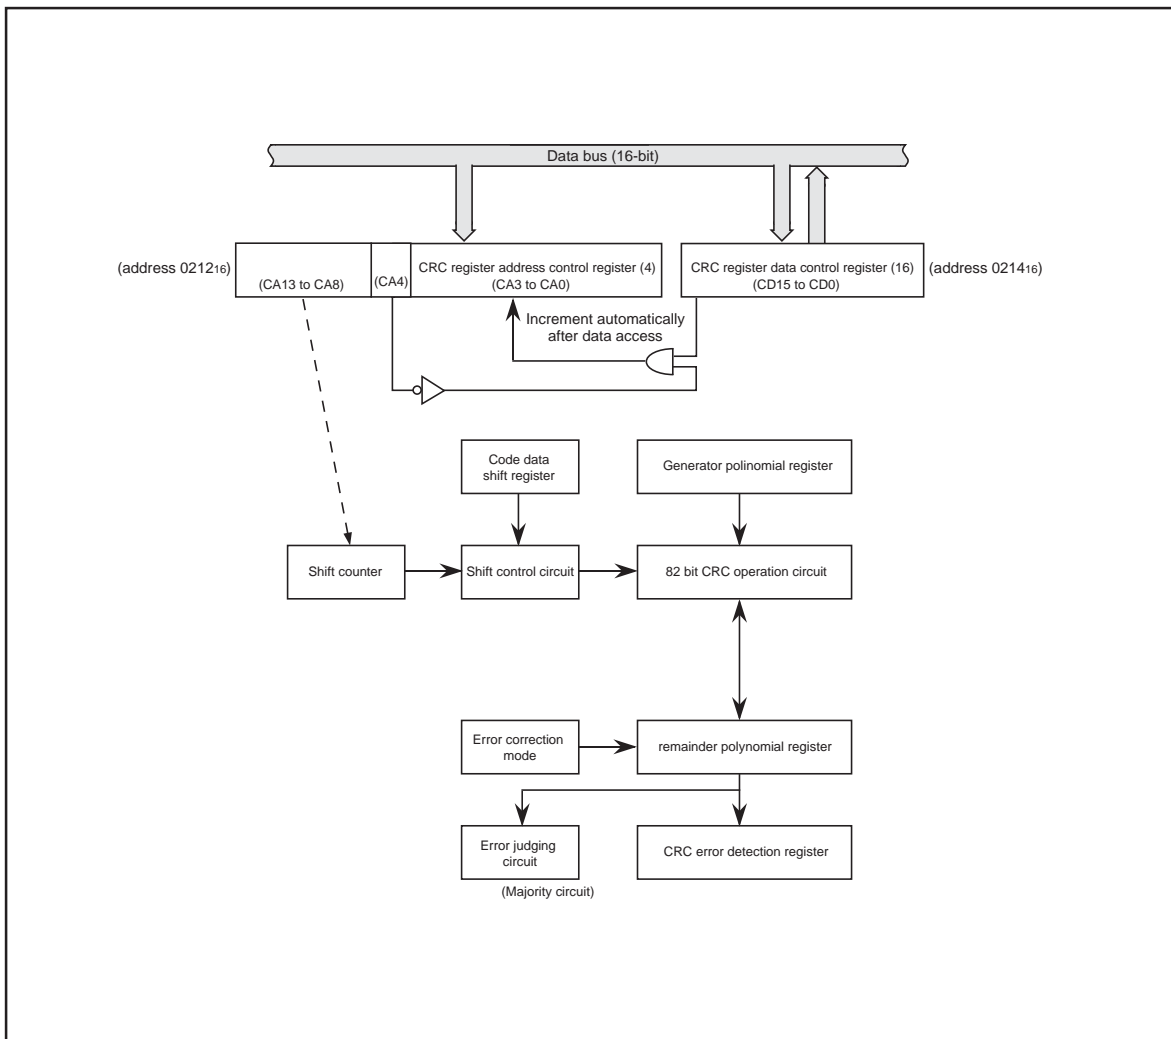 Data bus (16-bit)
(address 021216)
(CA13 to CA8)
(CA4)
CRC register address control register (4)
(CA3 to CA0)
CRC register data control register (16)
(CD15 to CD0)
(address 021416)
Increment automatically
after data access
Code data
shift register
Generator polinomial register
Shift counter
Shift control circuit
82 bit CRC operation circuit
Error correction
mode
remainder polynomial register
Error judging
circuit
CRC error detection register
(Majority circuit)